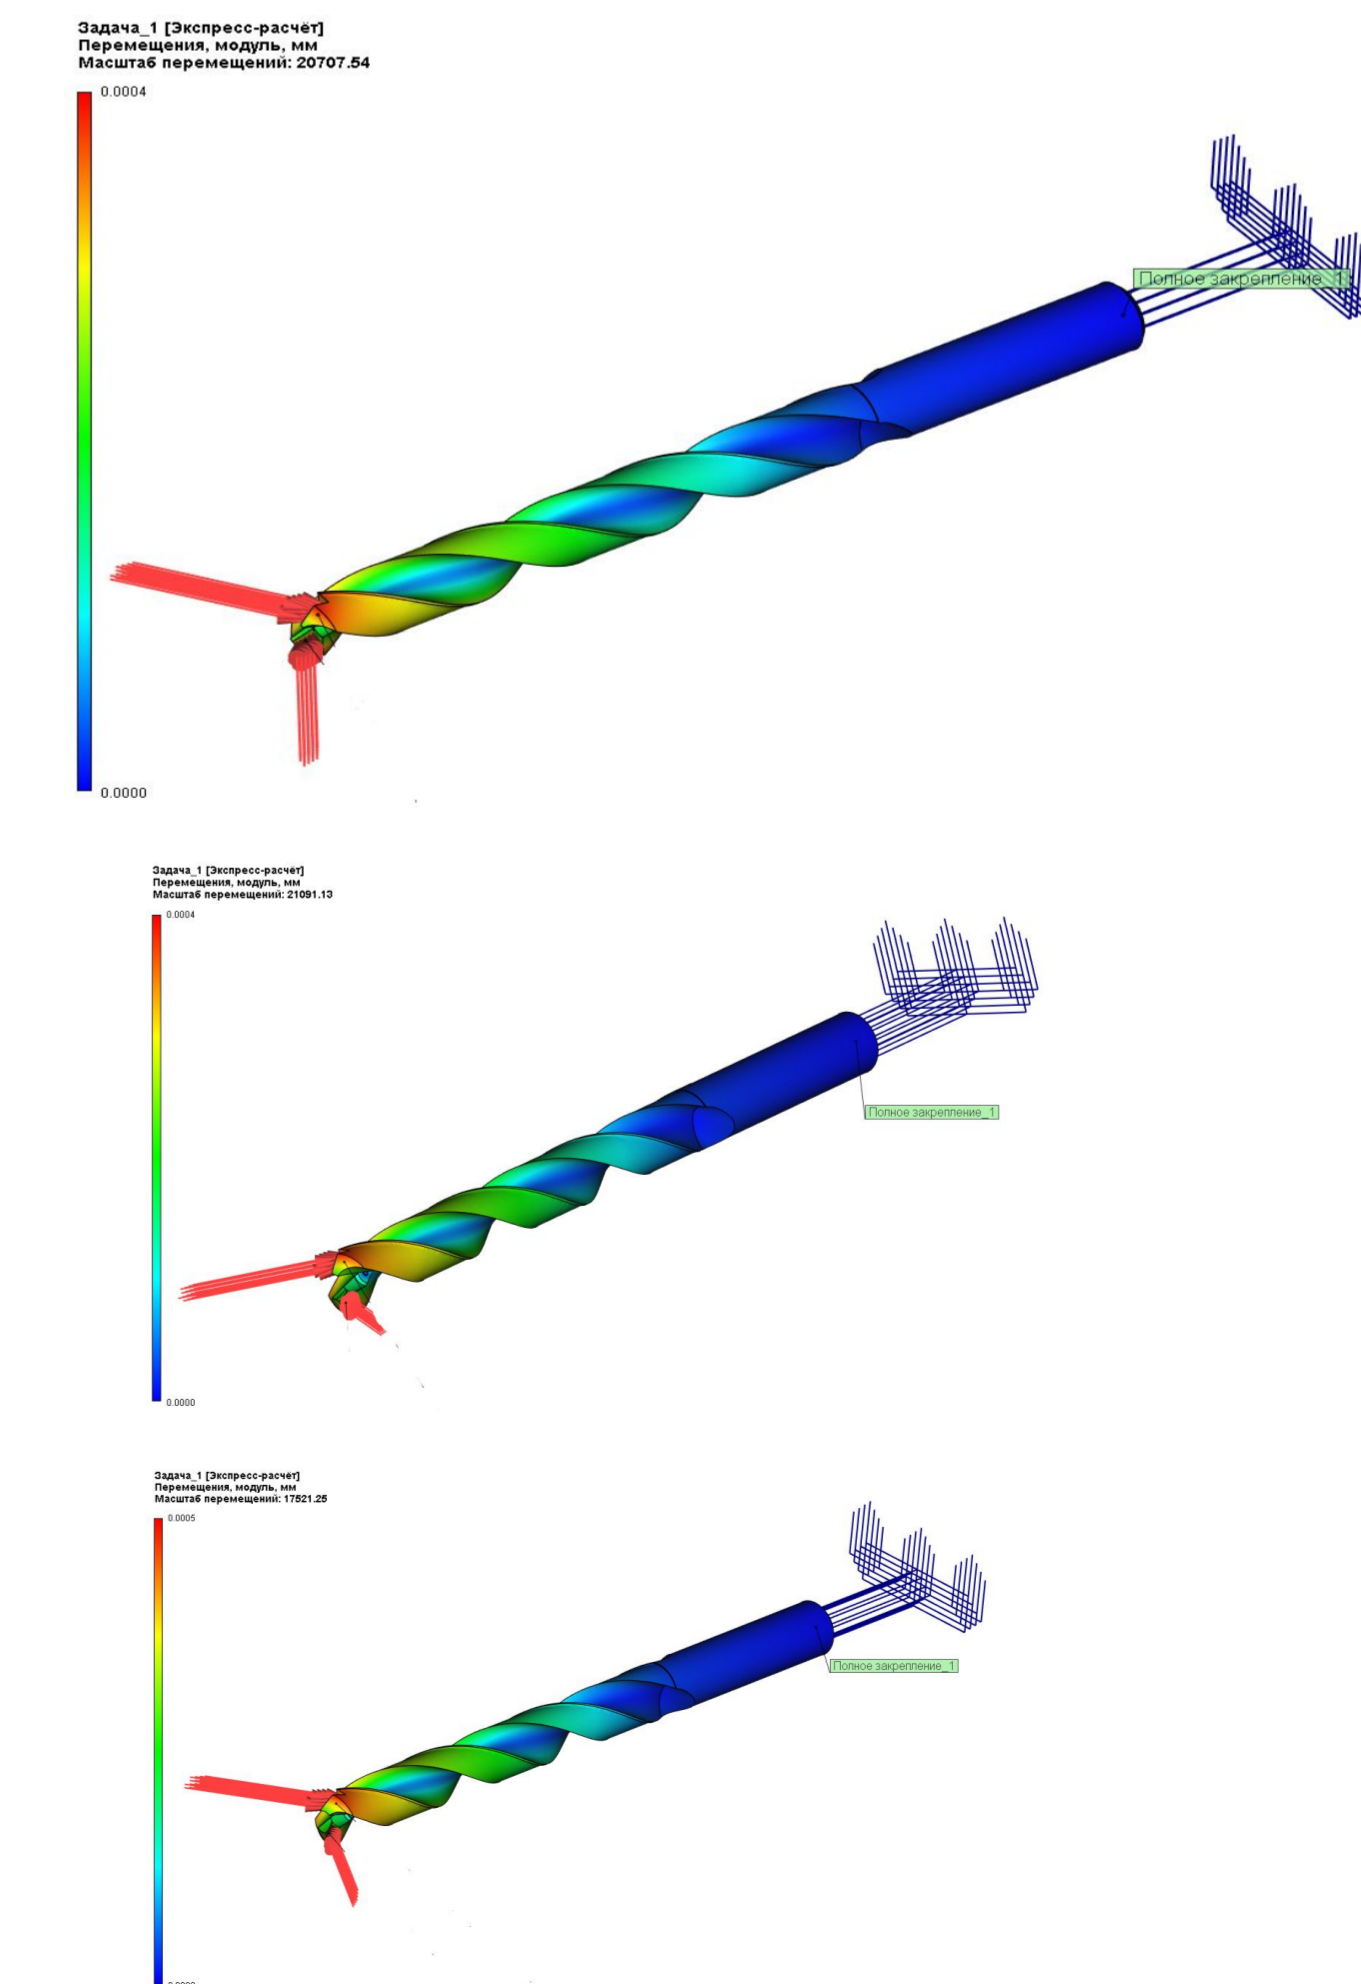 Задача_1 [Экспресс-расчёт]
Перемещения, модуль, мм
Масштаб перемещений: 20707.54
0.0004
Полное закрепление_1
0.0000
Задача_1 [Экспресс-расчёт]
Перемещения, модуль, мм
Масштаб перемещений: 21091.13
0.0004
Полное закрепление_1
0.0000
Задача_1 [Экспресс-расчёт]
Перемещения, модуль, мм
Масштаб перемещений: 17521.25
0.0005
Полное закрепление_1